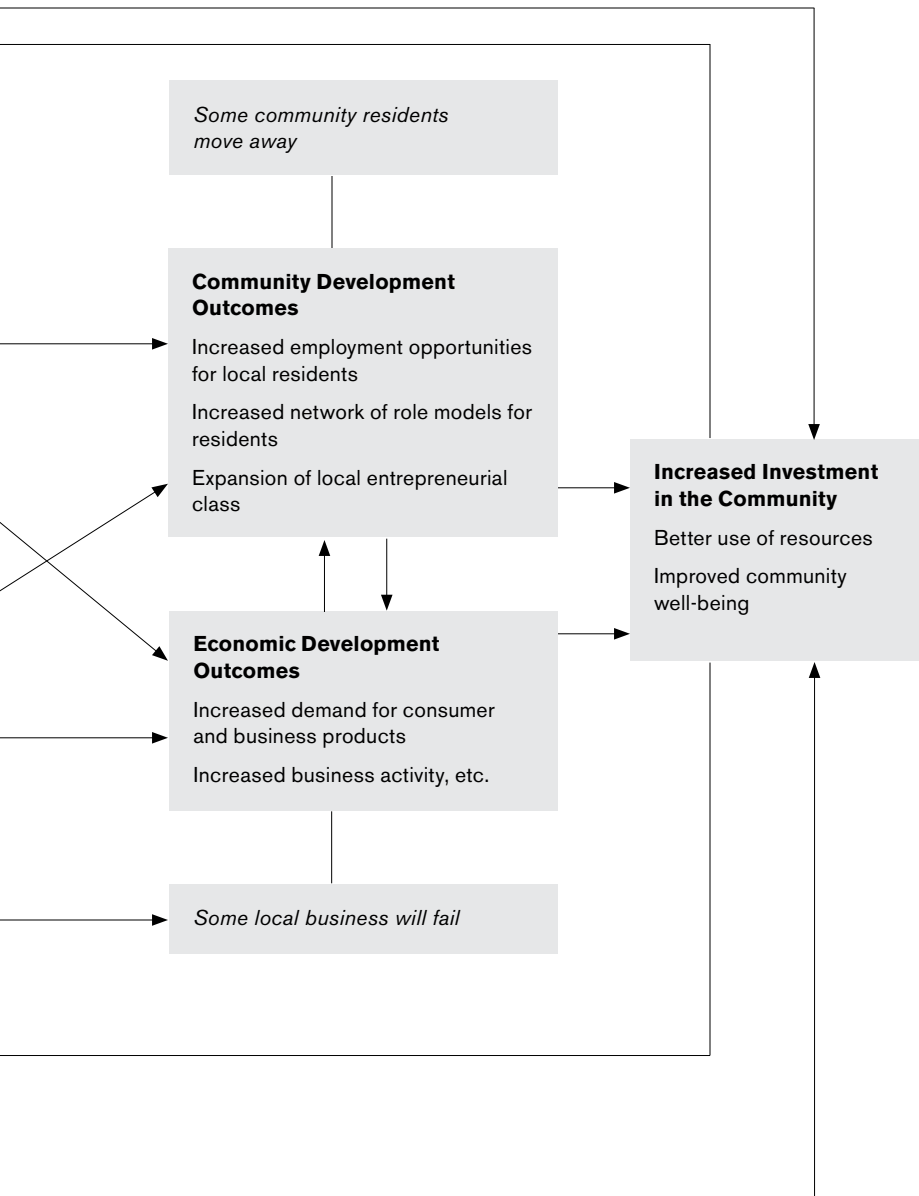 Some community residents
move away
Community Development
Outcomes
Increased employment opportunities
for local residents
Increased network of role models for
residents
Expansion of local entrepreneurial
class
Increased Investment
in the Community
Better use of resources
Improved community
well-being
Economic Development
Outcomes
Increased demand for consumer
and business products
Increased business activity, etc.
Some local business will fail